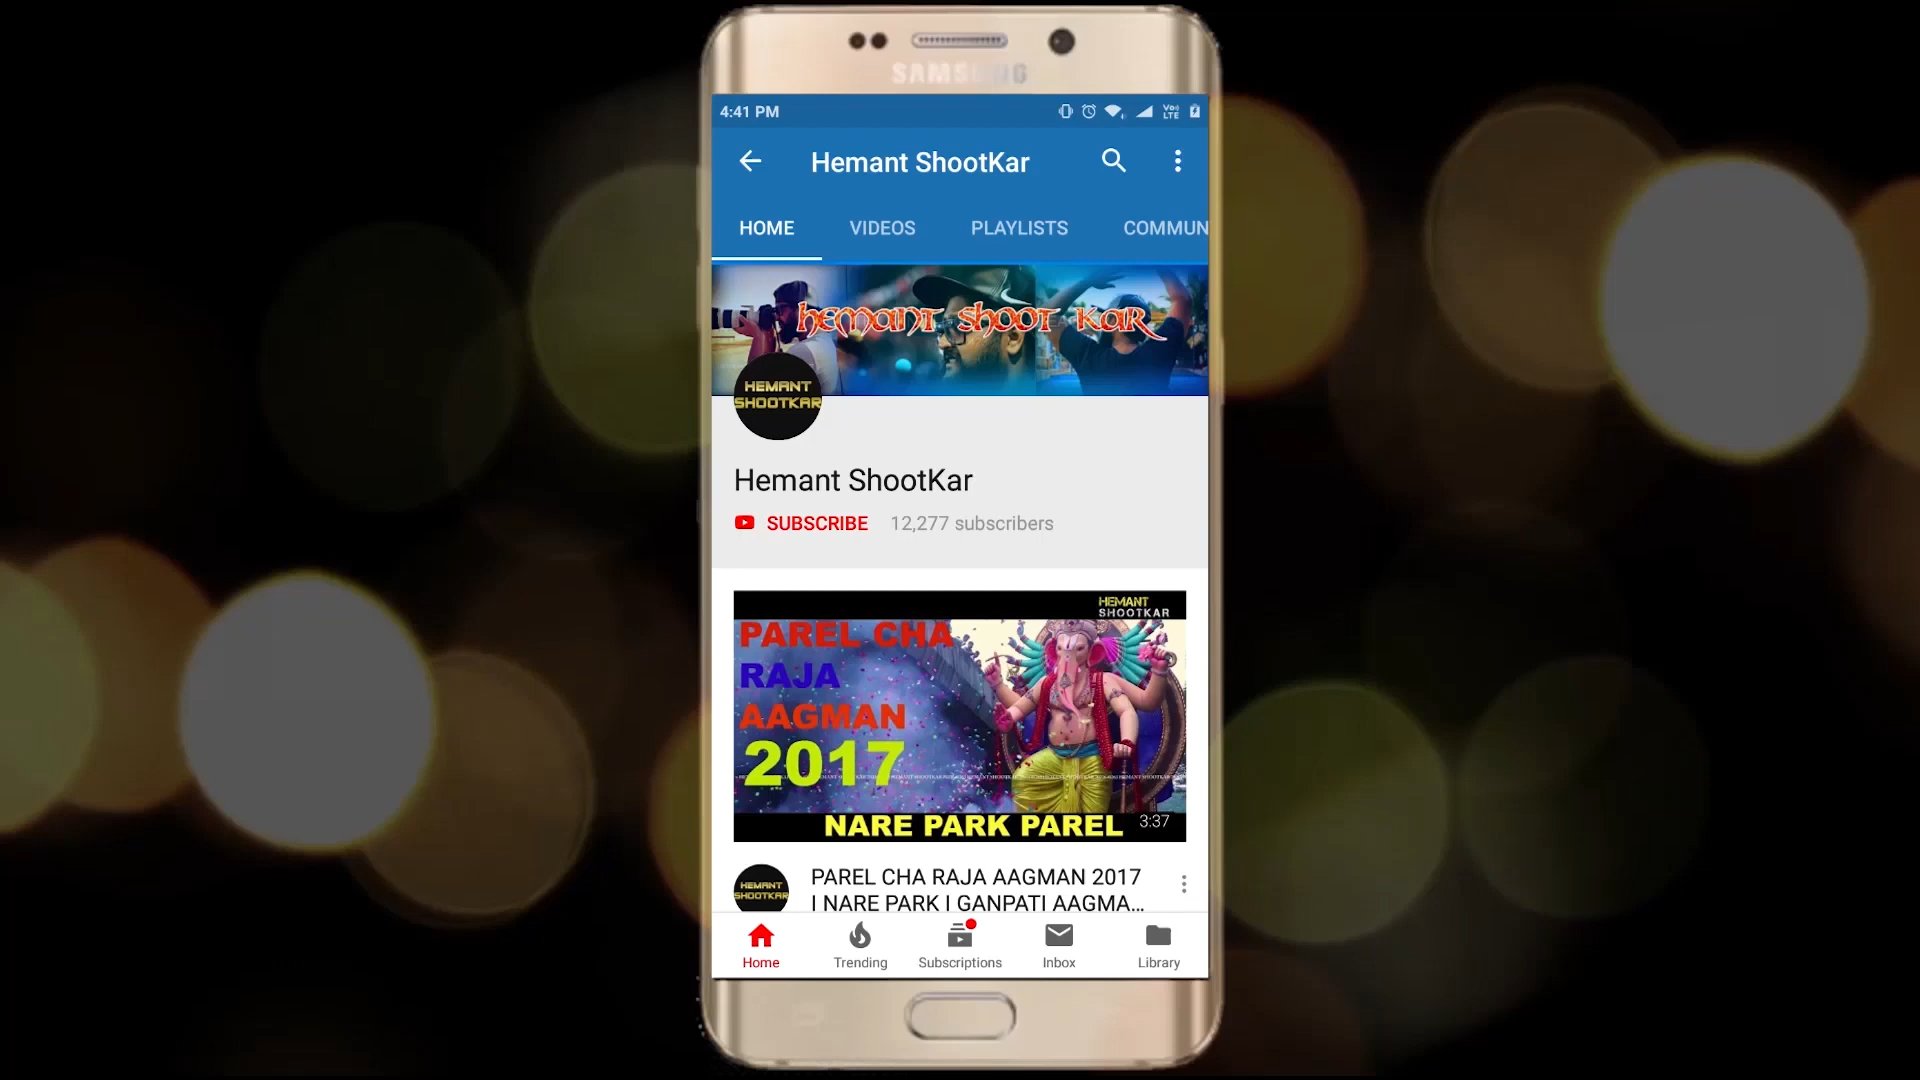 SAMSUNG
4:41 PM
Vo))
LTE
Hemant ShootKar
HOME VIDEOS PLAYLISTS COMMUN
HEMANT SHOOT KAR
HEMANT
SHOOTKAR
Hemant ShootKar
SUBSCRIBE 12,277 subscribers
HEMANT
SHOOTKAR
PAREL CHA
RAJA
AAGMAN
2017
NARE PARK PAREL
3:37
HEMANT
SHOOTKAR
PAREL CHA RAJA AAGMAN 2017
I NARE PARK I GANPATI AAGMA...
Home Trending Subscriptions Inbox Library